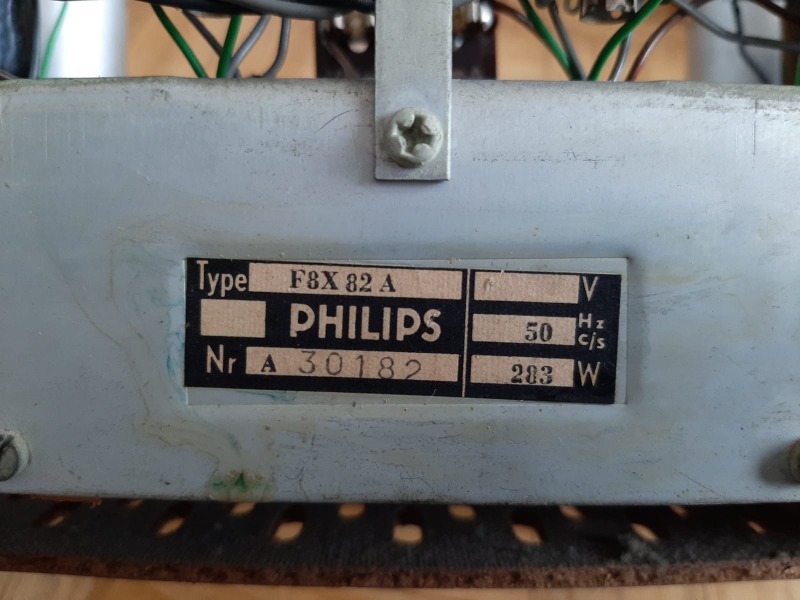 Type F8X 82 A V
PHILIPS 50 Hz c/s
Nr A 30182 283 W